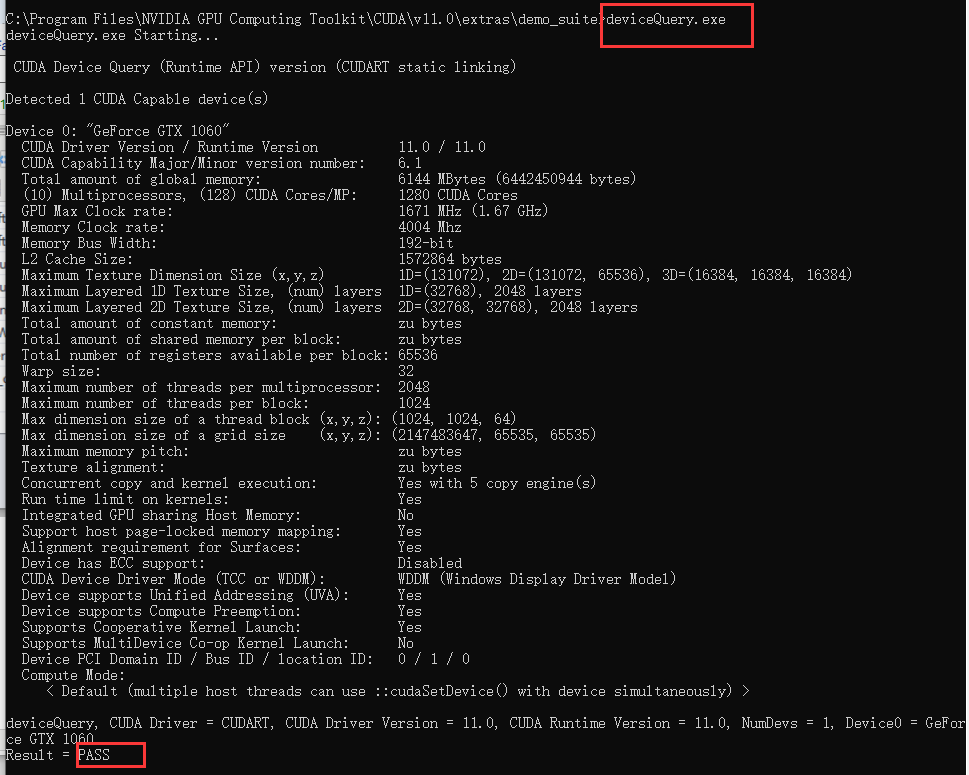 C:\Program Files\NVIDIA GPU Computing Toolkit\CUDA\v11.0\extras\demo_suite>deviceQuery.exe
deviceQuery.exe Starting...
CUDA Device Query (Runtime API) version (CUDART static linking)
Detected 1 CUDA Capable device(s)
Device 0: "GeForce GTX 1060"
CUDA Driver Version / Runtime Version 11.0 / 11.0
CUDA Capability Major/Minor version number: 6.1
Total amount of global memory: 6144 MBytes (6442450944 bytes)
(10) Multiprocessors, (128) CUDA Cores/MP: 1280 CUDA Cores
GPU Max Clock rate: 1671 MHz (1.67 GHz)
Memory Clock rate: 4004 Mhz
Memory Bus Width: 192-bit
L2 Cache Size: 1572864 bytes
Maximum Texture Dimension Size (x,y,z) 1D=(131072), 2D=(131072, 65536), 3D=(16384, 16384, 16384)
Maximum Layered 1D Texture Size, (num) layers 1D=(32768), 2048 layers
Maximum Layered 2D Texture Size, (num) layers 2D=(32768, 32768), 2048 layers
Total amount of constant memory: zu bytes
Total amount of shared memory per block: zu bytes
Total number of registers available per block: 65536
Warp size: 32
Maximum number of threads per multiprocessor: 2048
Maximum number of threads per block: 1024
Max dimension size of a thread block (x,y,z): (1024, 1024, 64)
Max dimension size of a grid size (x,y,z): (2147483647, 65535, 65535)
Maximum memory pitch: zu bytes
Texture alignment: zu bytes
Concurrent copy and kernel execution: Yes with 5 copy engine(s)
Run time limit on kernels: Yes
Integrated GPU sharing Host Memory: No
Support host page-locked memory mapping: Yes
Alignment requirement for Surfaces: Yes
Device has ECC support: Disabled
CUDA Device Driver Mode (TCC or WDDM): WDDM (Windows Display Driver Model)
Device supports Unified Addressing (UVA): Yes
Device supports Compute Preemption: Yes
Supports Cooperative Kernel Launch: Yes
Supports MultiDevice Co-op Kernel Launch: No
Device PCI Domain ID / Bus ID / location ID: 0 / 1 / 0
Compute Mode:
< Default (multiple host threads can use ::cudaSetDevice() with device simultaneously) >
deviceQuery, CUDA Driver = CUDART, CUDA Driver Version = 11.0, CUDA Runtime Version = 11.0, NumDevs = 1, Device0 = GeFor
ce GTX 1060
Result = PASS